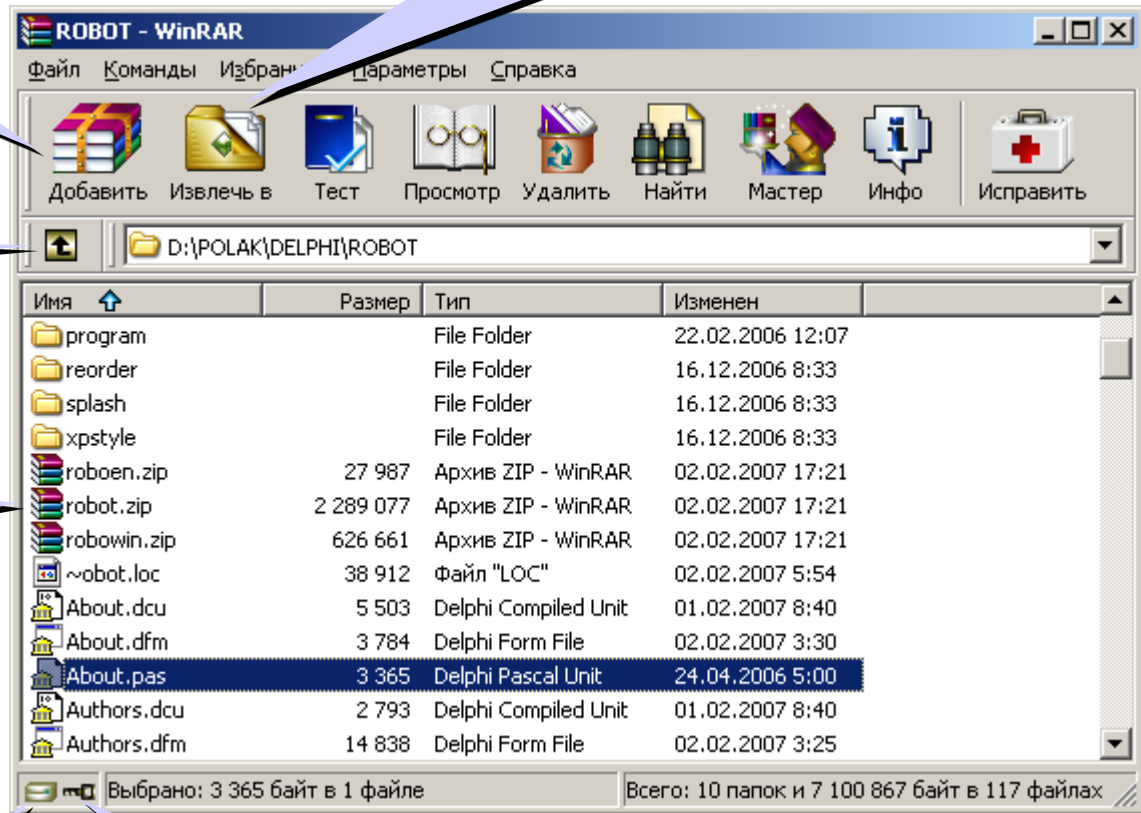 ROBOT - WinRAR
Файл Команды Избранн Параметры Справка
Добавить Извлечь в Тест Просмотр Удалить Найти Мастер Инфо Исправить
D:\POLAK\DELPHI\ROBOT
Имя Размер Тип Изменен
program File Folder 22.02.2006 12:07
reorder File Folder 16.12.2006 8:33
splash File Folder 16.12.2006 8:33
xpstyle File Folder 16.12.2006 8:33
roboen.zip 27 987 Архив ZIP - WinRAR 02.02.2007 17:21
robot.zip 2 289 077 Архив ZIP - WinRAR 02.02.2007 17:21
robowin.zip 626 661 Архив ZIP - WinRAR 02.02.2007 17:21
~obot.loc 38 912 Файл "LOC" 02.02.2007 5:54
About.dcu 5 503 Delphi Compiled Unit 01.02.2007 8:40
About.dfm 3 784 Delphi Form File 02.02.2007 3:30
About.pas 3 365 Delphi Pascal Unit 24.04.2006 5:00
Authors.dcu 2 793 Delphi Compiled Unit 01.02.2007 8:40
Authors.dfm 14 838 Delphi Form File 02.02.2007 3:25
Выбрано: 3 365 байт в 1 файле Всего: 10 папок и 7 100 867 байт в 117 файлах